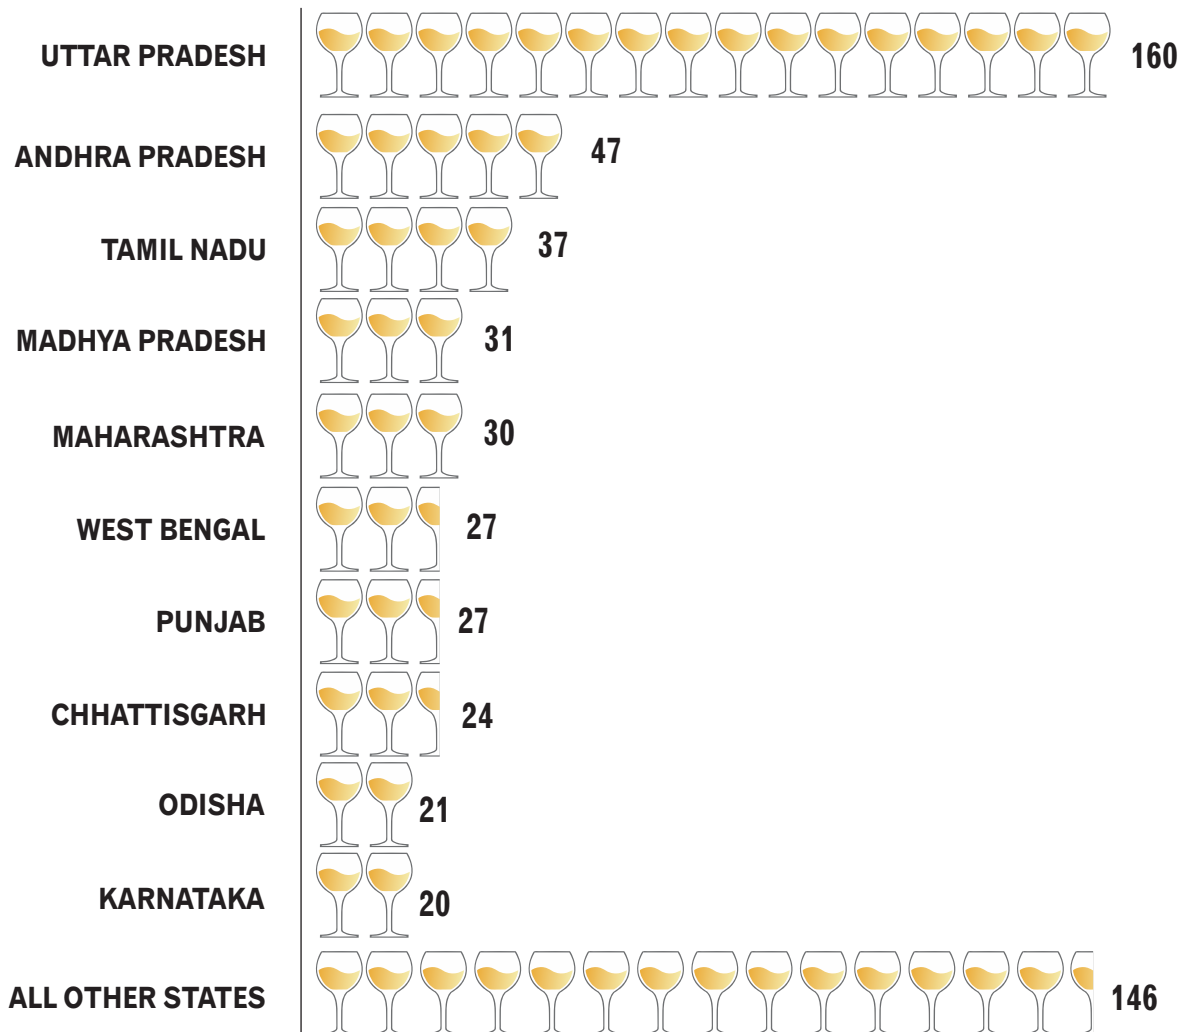 UTTAR PRADESH 160
ANDHRA PRADESH 47
TAMIL NADU 37
MADHYA PRADESH 31
MAHARASHTRA 30
WEST BENGAL 27
PUNJAB 27
CHHATTISGARH 24
ODISHA 21
KARNATAKA 20
ALL OTHER STATES 146